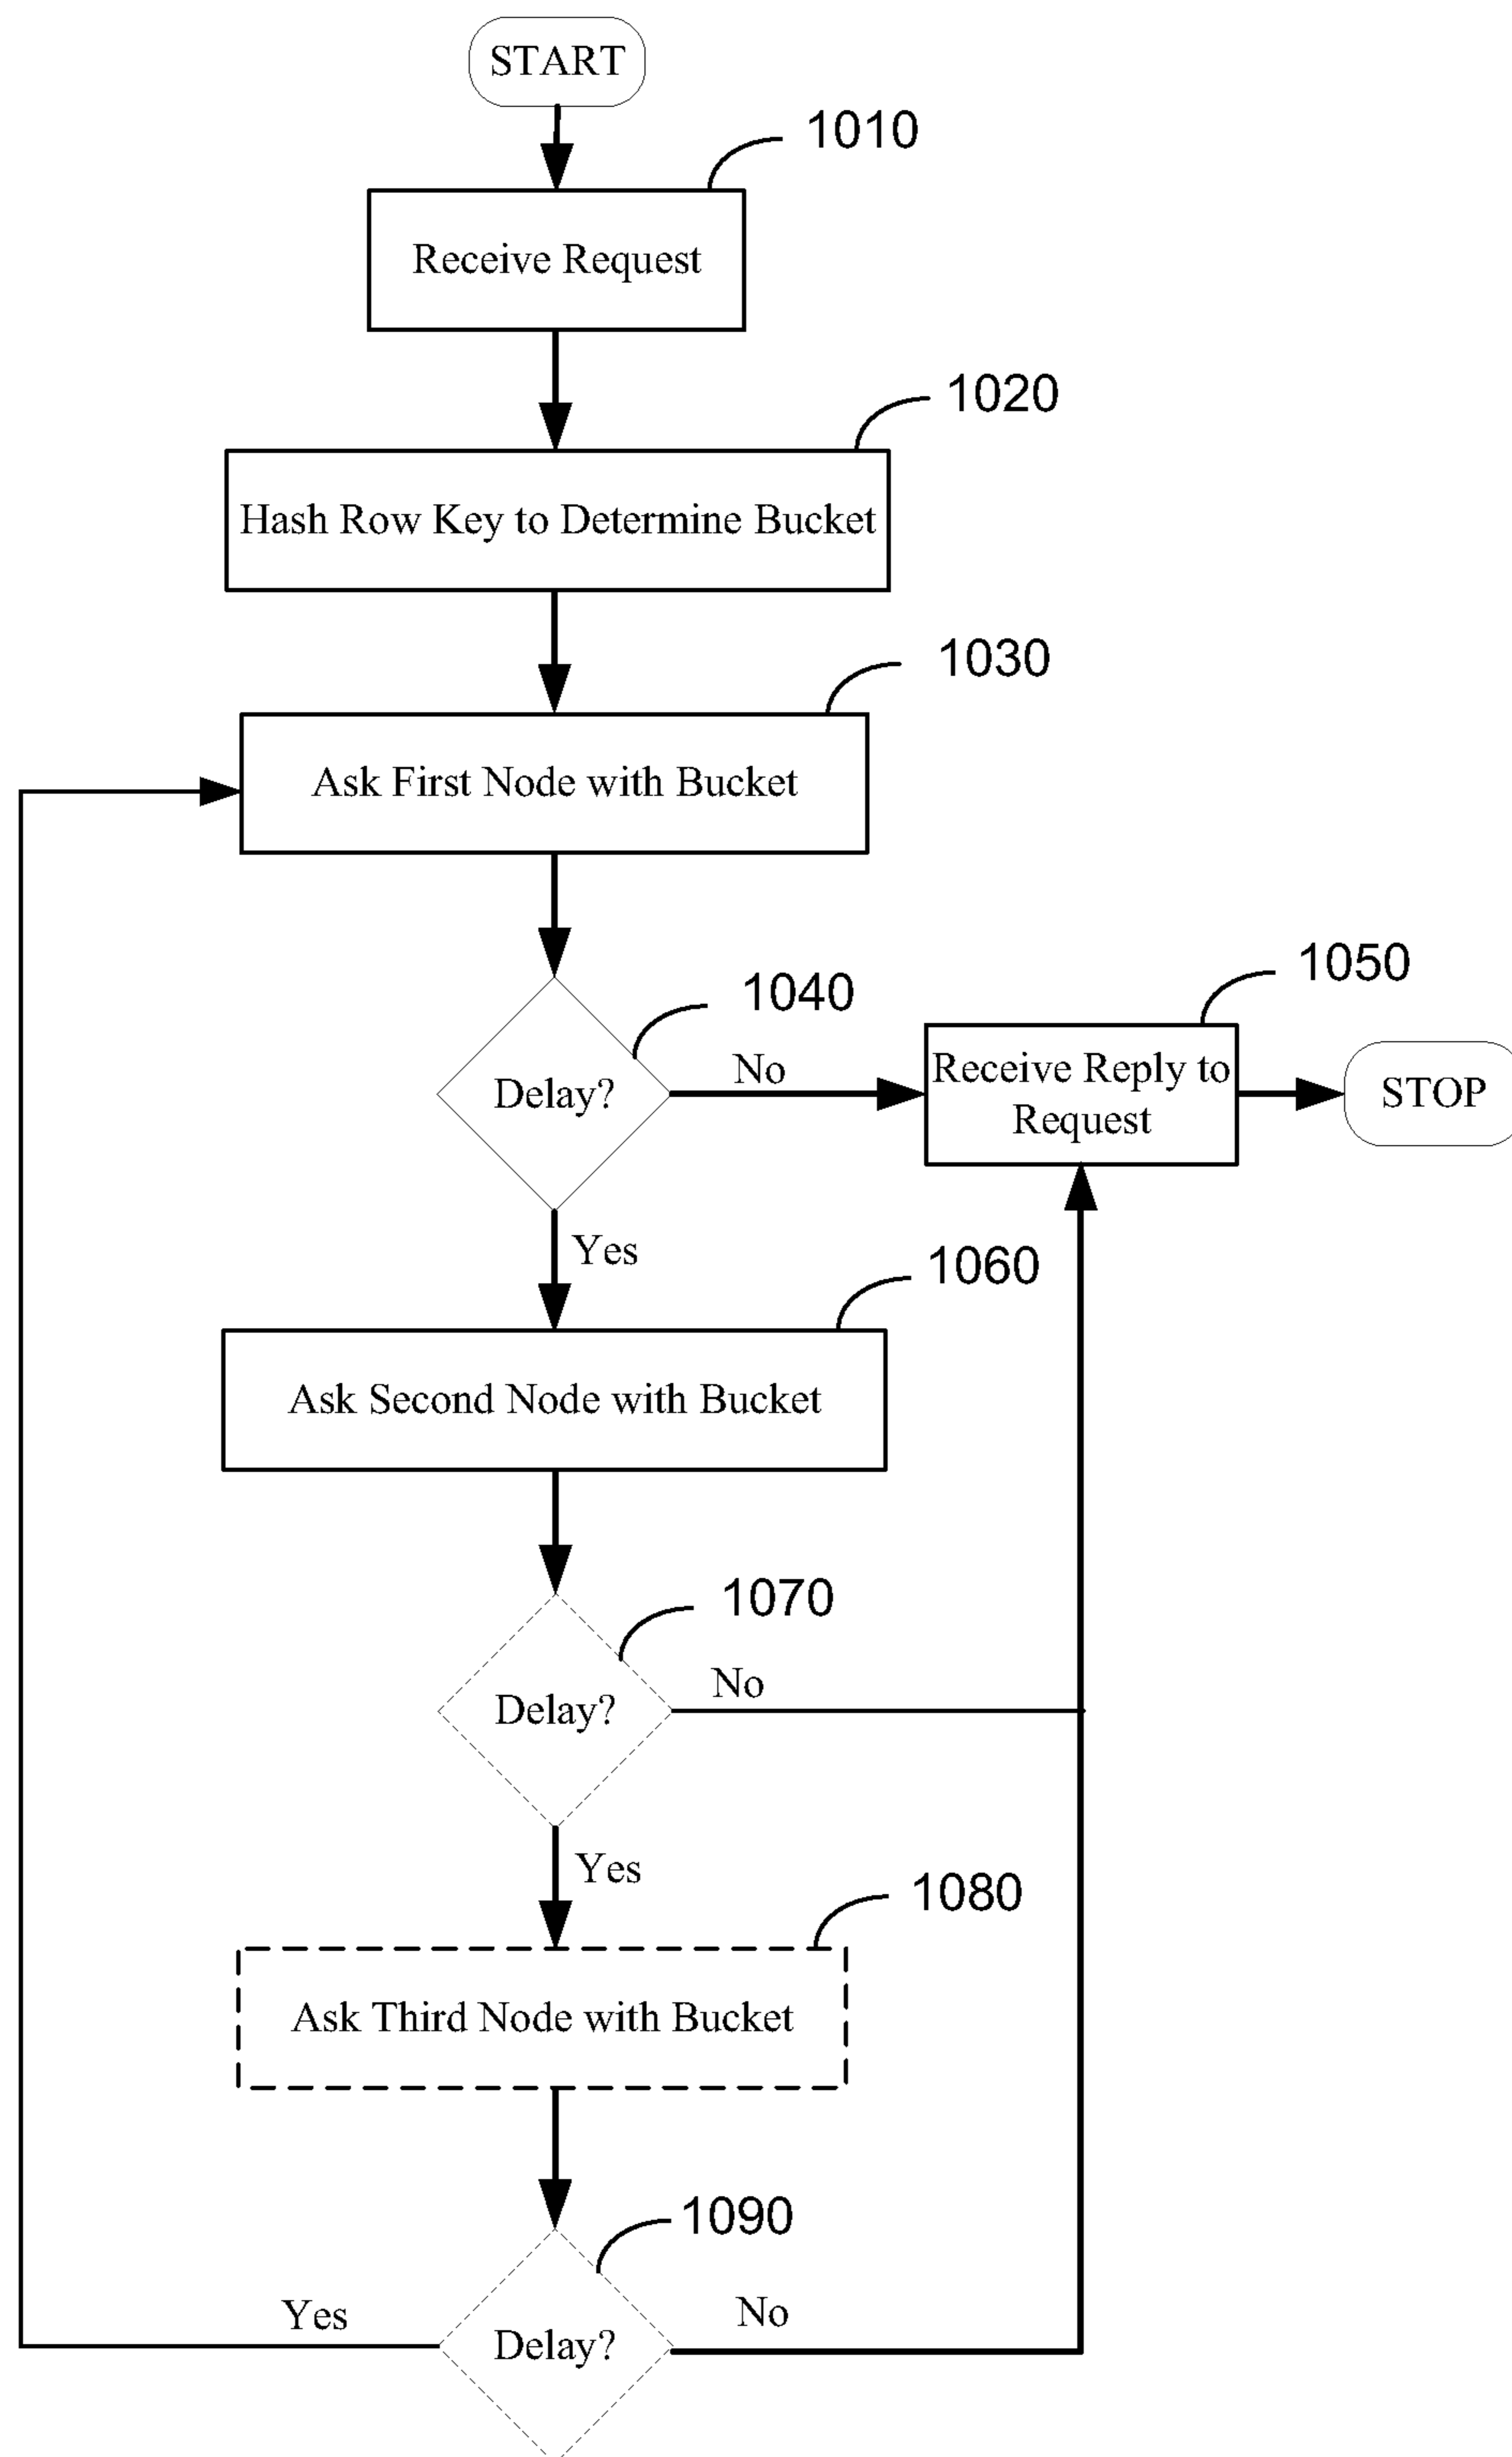 START
1010
Receive Request
1020
Hash Row Key to Determine Bucket
1030
Ask First Node with Bucket
1040
Delay?
No
1050
Receive Reply to
Request
STOP
Yes
1060
Ask Second Node with Bucket
1070
Delay?
No
Yes
1080
Ask Third Node with Bucket
1090
Delay?
Yes
No